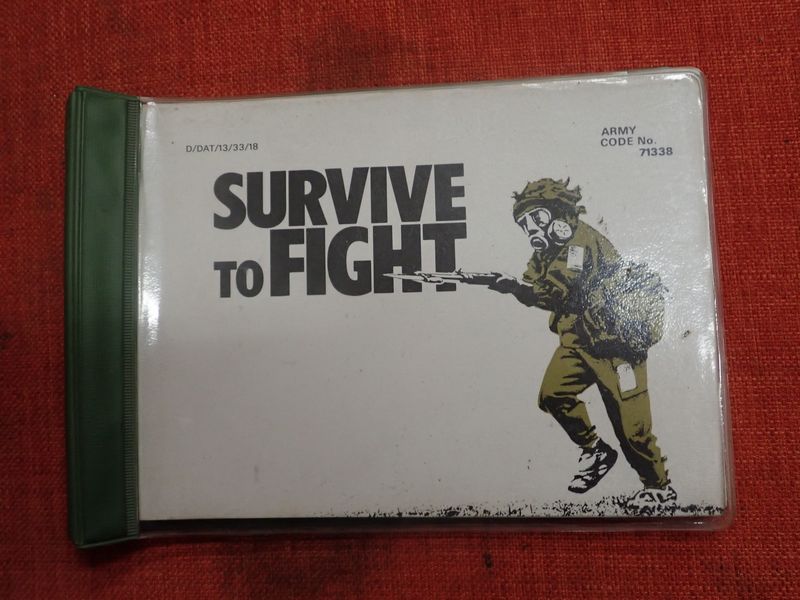 D/DAT/13/33/18
ARMY
CODE No.
71338
SURVIVE
TO FIGHT